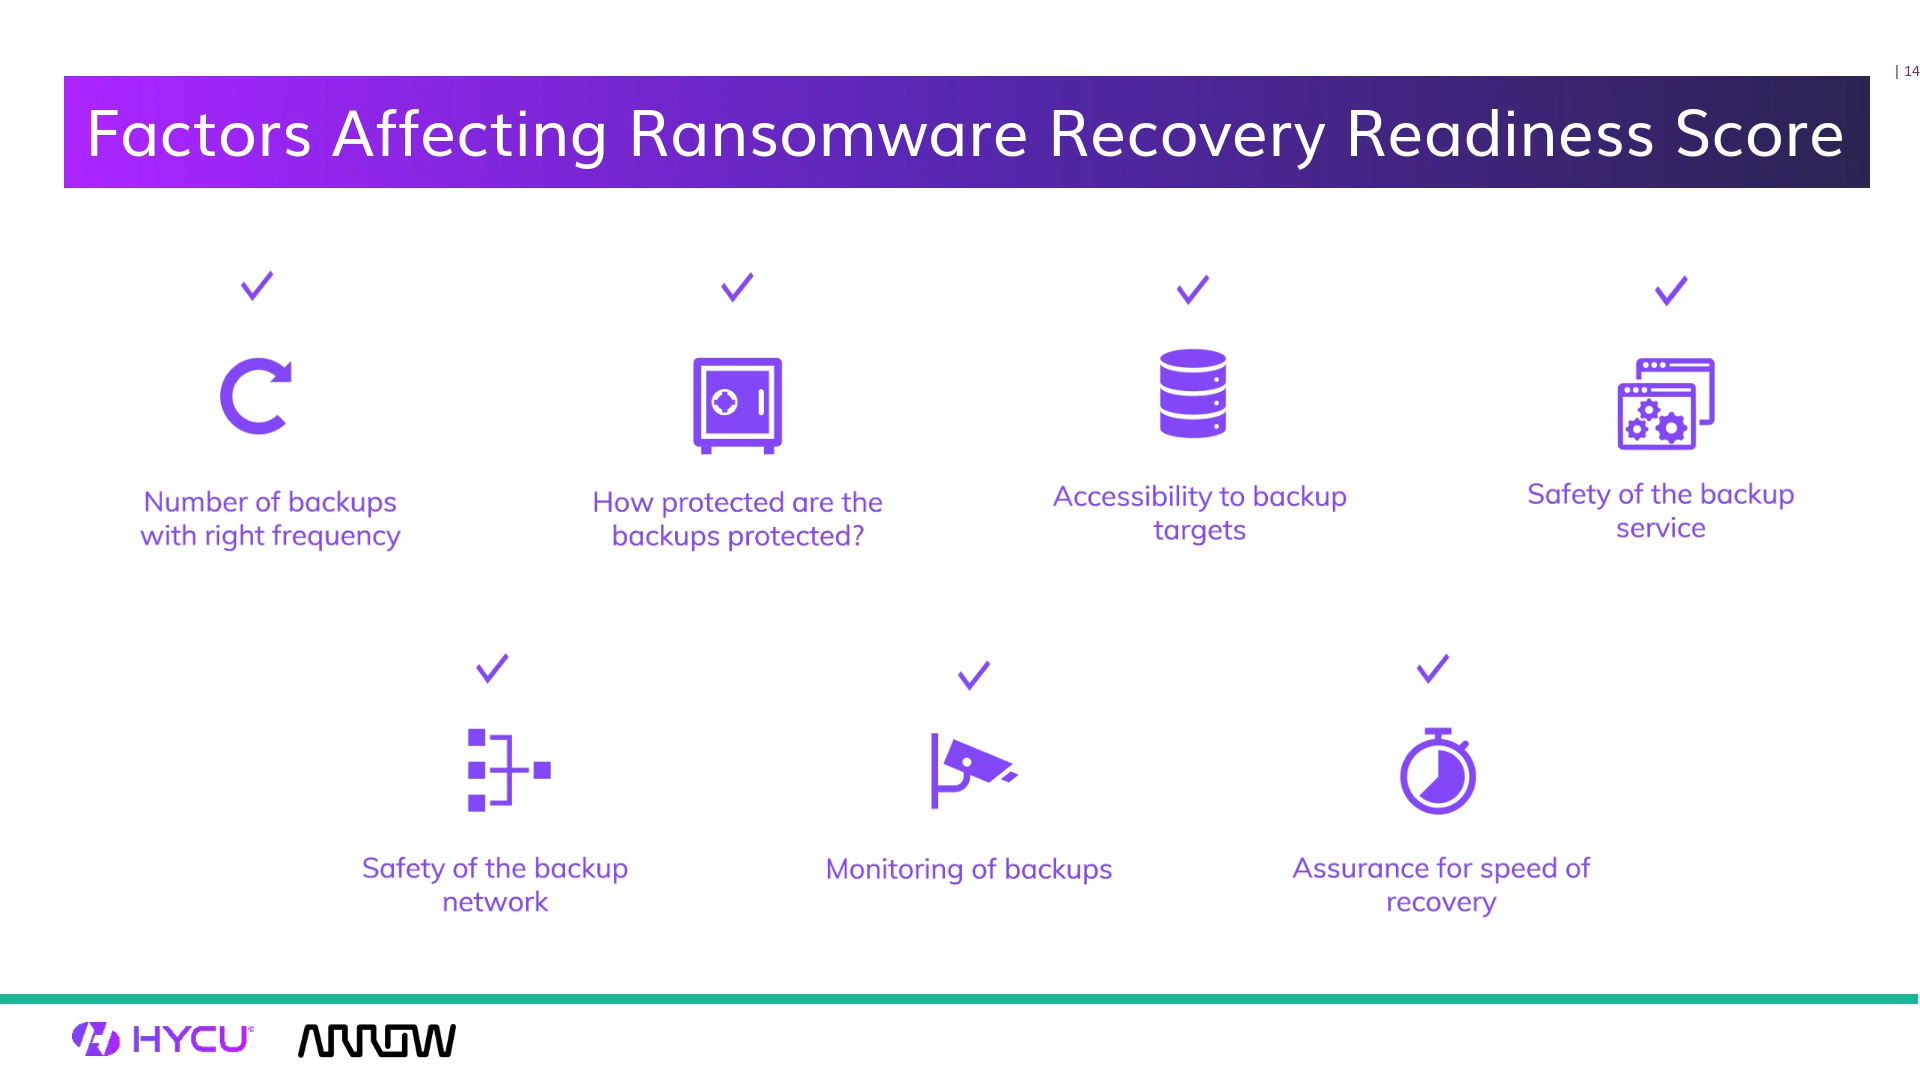 | 14
Factors Affecting Ransomware Recovery Readiness Score
Number of backups
with right frequency
How protected are the
backups protected?
Accessibility to backup
targets
Safety of the backup
service
Safety of the backup
network
Monitoring of backups
Assurance for speed of
recovery
HYCU
ARROW